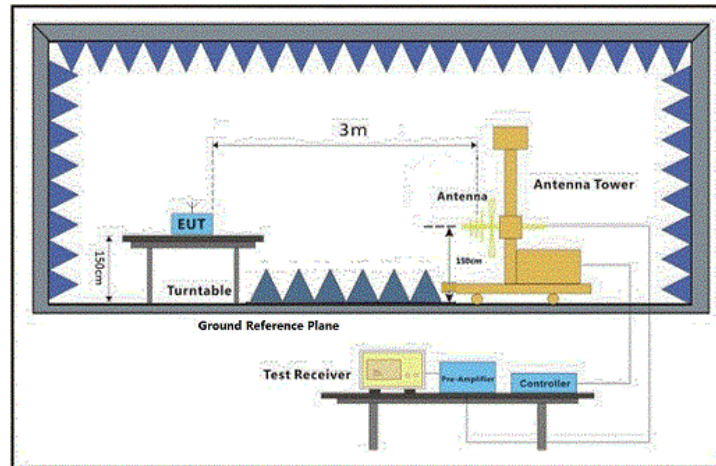 3m
Antenna
Antenna Tower
EUT
150cm
150cm
Turntable
Ground Reference Plane
Test Receiver
Pre-Amplifier
Controller